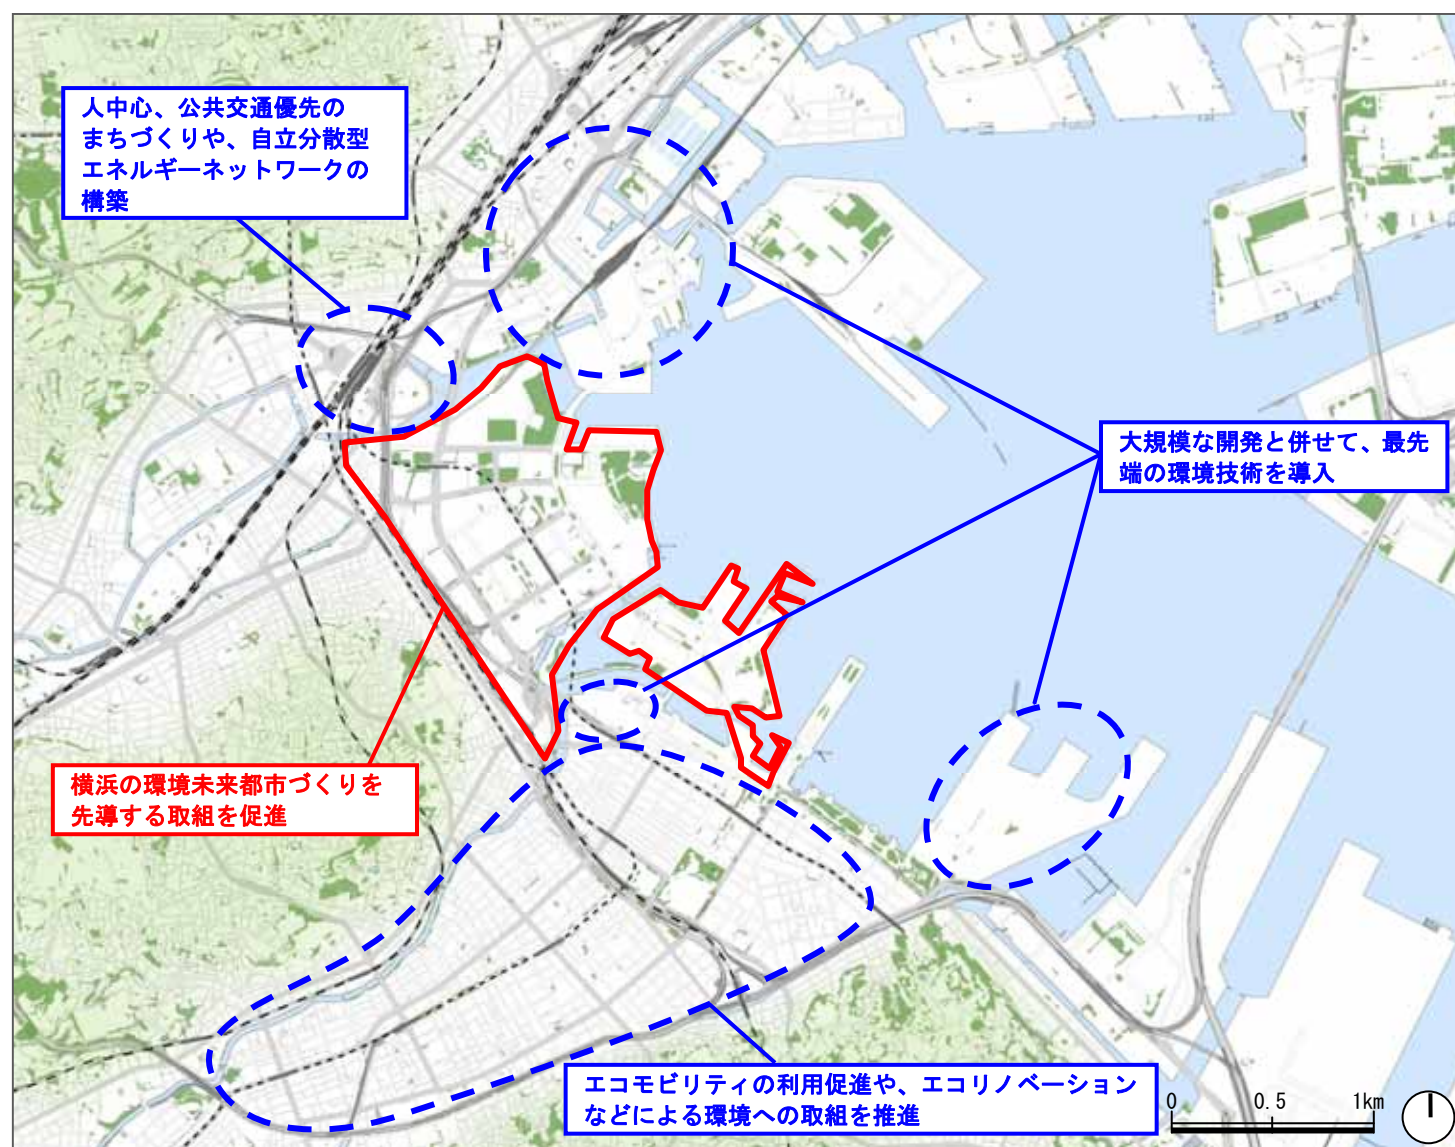 人中心、公共交通優先の
まちづくりや、自立分散型
エネルギーネットワークの
構築
大規模な開発と併せて、最先
端の環境技術を導入
横浜の環境未来都市づくりを
先導する取組を促進
エコモビリティの利用促進や、エコリノベーション
などによる環境への取組を推進
0 0.5 1km